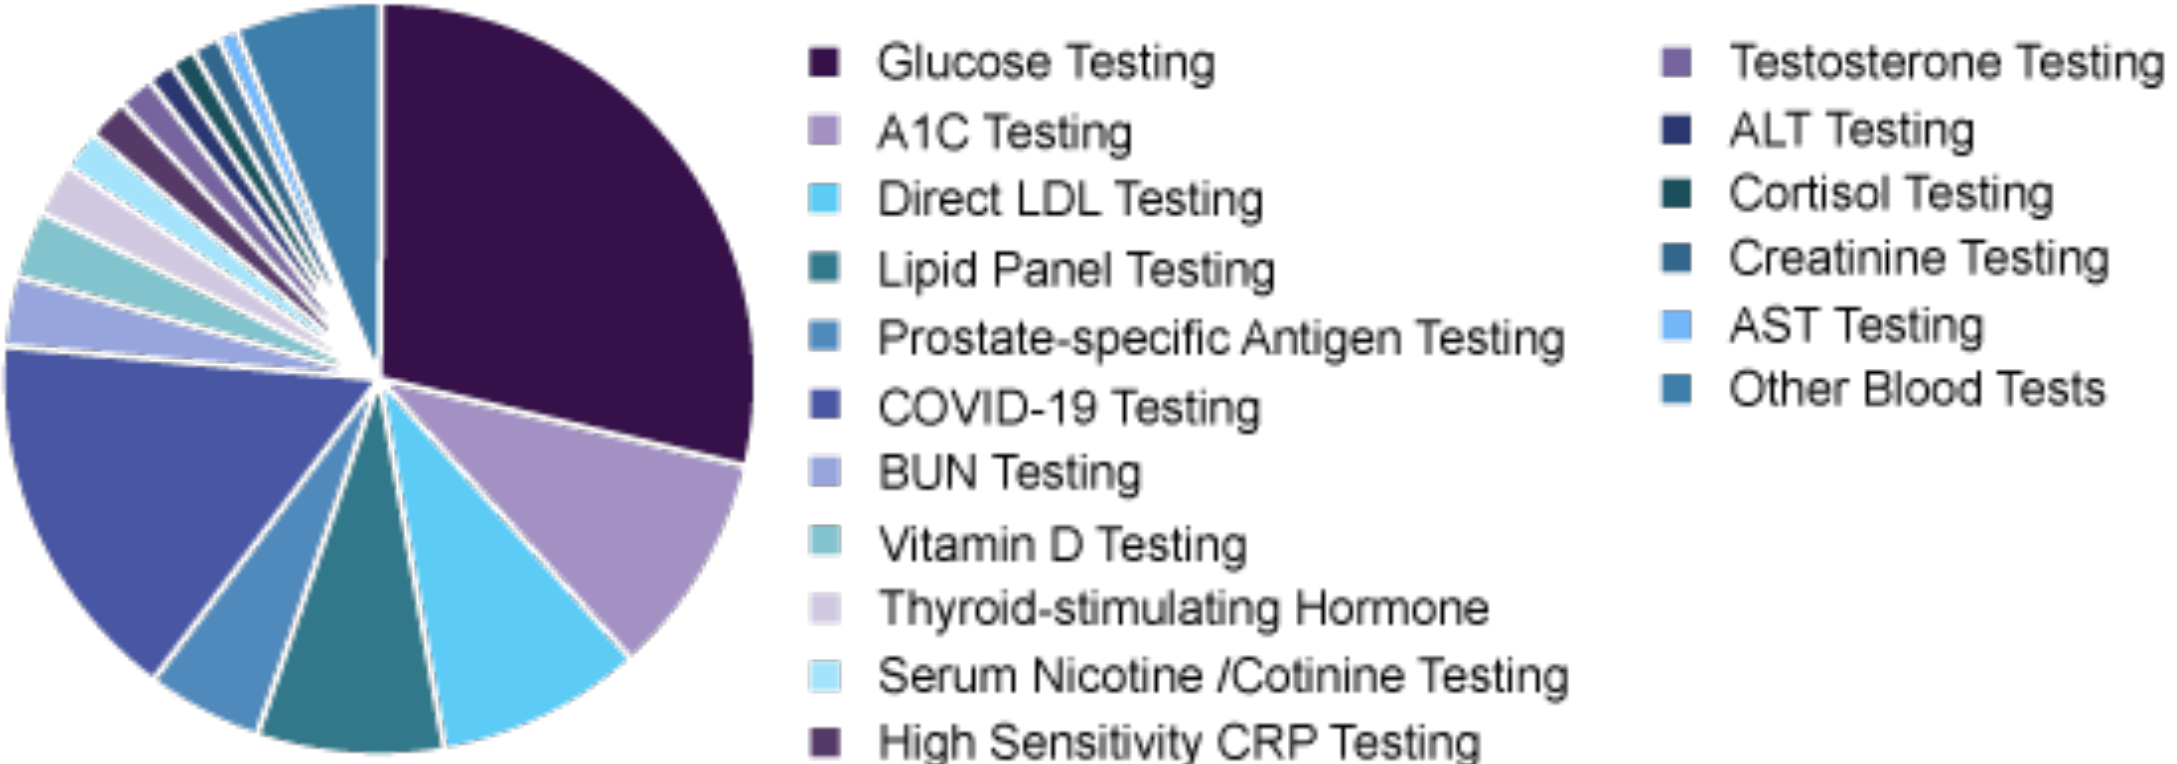 Glucose Testing
A1C Testing
Direct LDL Testing
Lipid Panel Testing
Prostate-specific Antigen Testing
COVID-19 Testing
BUN Testing
Vitamin D Testing
Thyroid-stimulating Hormone
Serum Nicotine /Cotinine Testing
High Sensitivity CRP Testing
Testosterone Testing
ALT Testing
Cortisol Testing
Creatinine Testing
AST Testing
Other Blood Tests